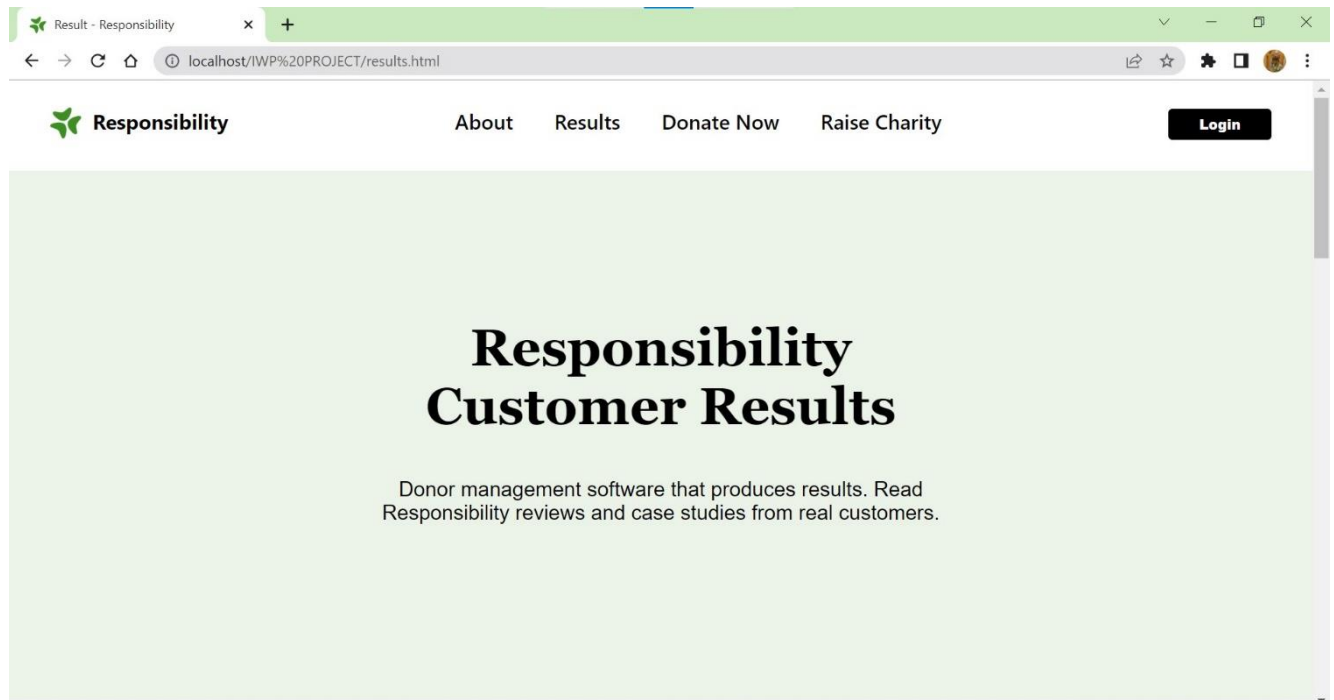 Result - Responsibility
localhost/IWP%20PROJECT/results.html
Responsibility About Results Donate Now Raise Charity Login
Responsibility
Customer Results
Donor management software that produces results. Read
Responsibility reviews and case studies from real customers.